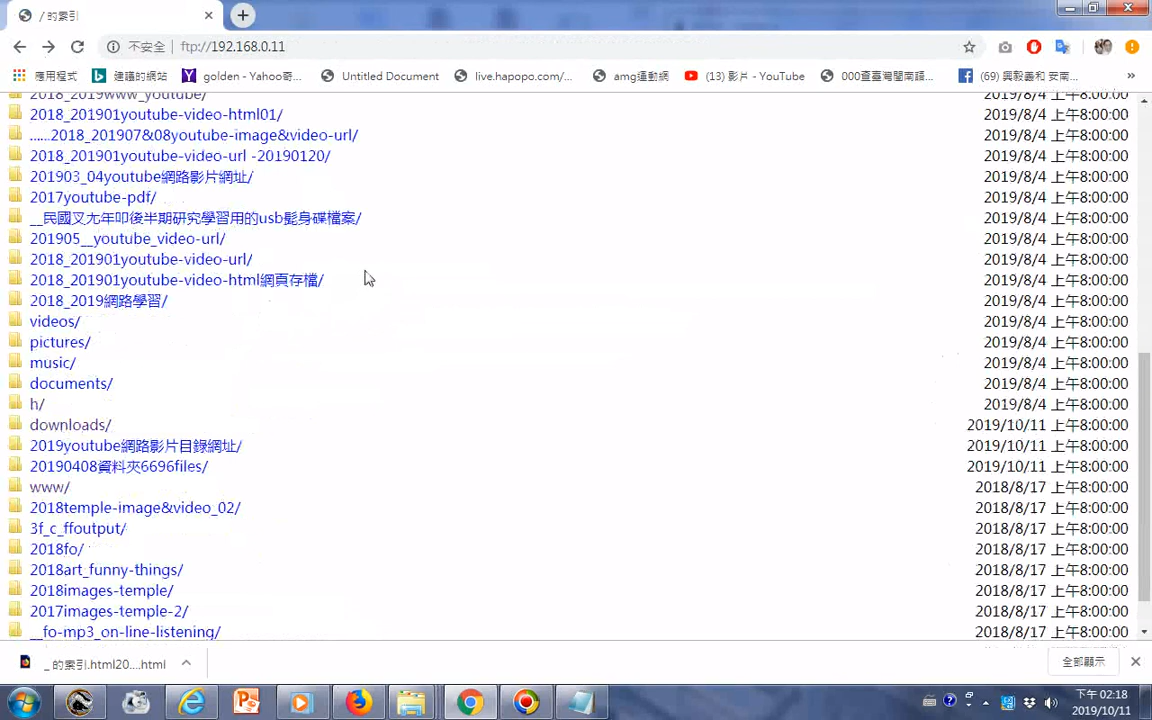 / 的索引
不安全 ftp://192.168.0.11
應用程式 建議的網站 golden - Yahoo奇... Untitled Document live.hapopo.com/... amg運動網 (13) 影片 - YouTube 000查臺灣閩南語... (69) 興毅義和 安南... »
2018_2019www_youtube/ 2019/8/4 上午8:00:00
2018_201901youtube-video-html01/ 2019/8/4 上午8:00:00
......2018_201907&08youtube-image&video-url/ 2019/8/4 上午8:00:00
2018_201901youtube-video-url -20190120/ 2019/8/4 上午8:00:00
201903_04youtube網路影片網址/ 2019/8/4 上午8:00:00
2017youtube-pdf/ 2019/8/4 上午8:00:00
__民國叉尢年叩後半期研究學習用的usb髨身碟檔案/ 2019/8/4 上午8:00:00
201905__youtube_video-url/ 2019/8/4 上午8:00:00
2018_201901youtube-video-url/ 2019/8/4 上午8:00:00
2018_201901youtube-video-html網頁存檔/ 2019/8/4 上午8:00:00
2018_2019網路學習/ 2019/8/4 上午8:00:00
videos/ 2019/8/4 上午8:00:00
pictures/ 2019/8/4 上午8:00:00
music/ 2019/8/4 上午8:00:00
documents/ 2019/8/4 上午8:00:00
h/ 2019/8/4 上午8:00:00
downloads/ 2019/10/11 上午8:00:00
2019youtube網路影片目錄網址/ 2019/10/11 上午8:00:00
20190408資料夾6696files/ 2019/10/11 上午8:00:00
www/ 2018/8/17 上午8:00:00
2018temple-image&video_02/ 2018/8/17 上午8:00:00
3f_c_ffoutput/ 2018/8/17 上午8:00:00
2018fo/ 2018/8/17 上午8:00:00
2018art_funny-things/ 2018/8/17 上午8:00:00
2018images-temple/ 2018/8/17 上午8:00:00
2017images-temple-2/ 2018/8/17 上午8:00:00
__fo-mp3_on-line-listening/ 2018/8/17 上午8:00:00
_ 的索引.html20....html 全部顯示
下午 02:18
2019/10/11